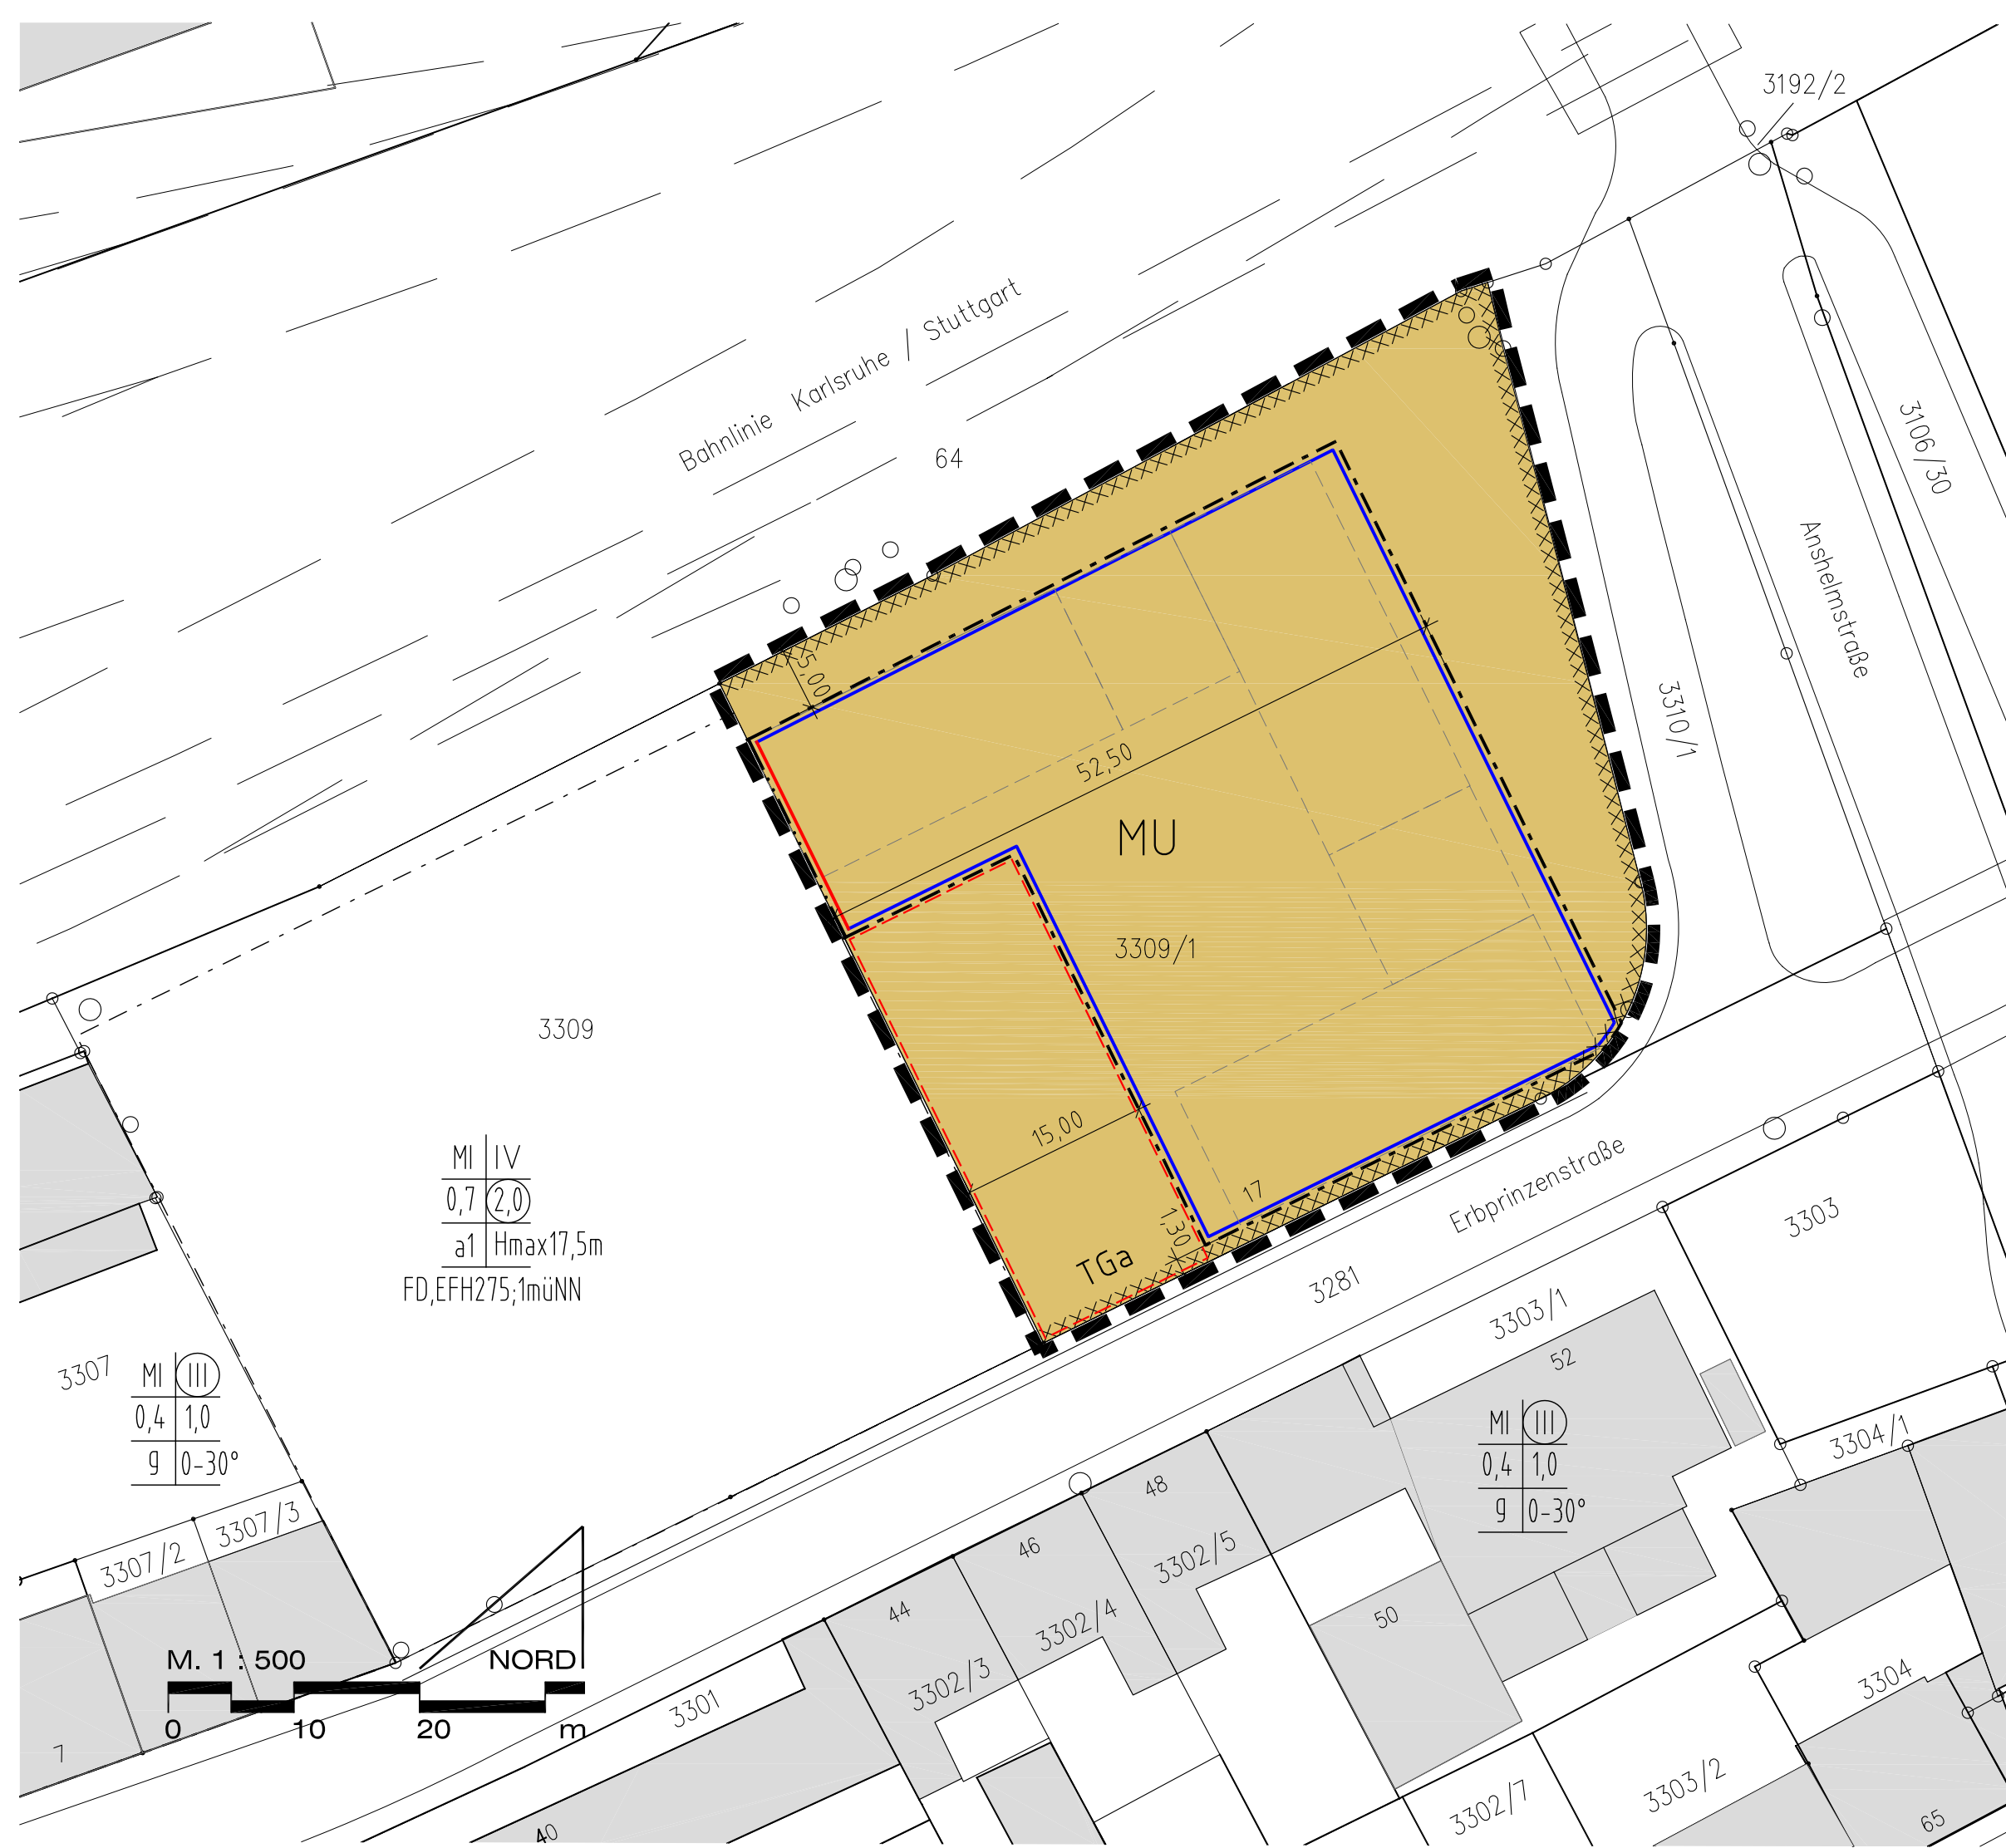 3192/2
Bahnlinie Karlsruhe / Stuttgart
64
3106/30
Anshelmstraße
5,00
52,50
MU
3310/1
3309/1
3309
15,00
MI IV
0,7 2,0
a1 Hmax17,5m
FD,EFH275;1müNN
17
1,30
TGa
Erbprinzenstraße
3303
3281
3303/1
52
3307
MI III
0,4 1,0
g 0-30°
MI III
0,4 1,0
g 0-30°
3304/1
3307/2
3307/3
48
46
3302/5
44
3302/4
50
3302/3
3304
3301
M. 1 : 500
NORD
0 10 20 m
7
40
3303/2
3302/7
65